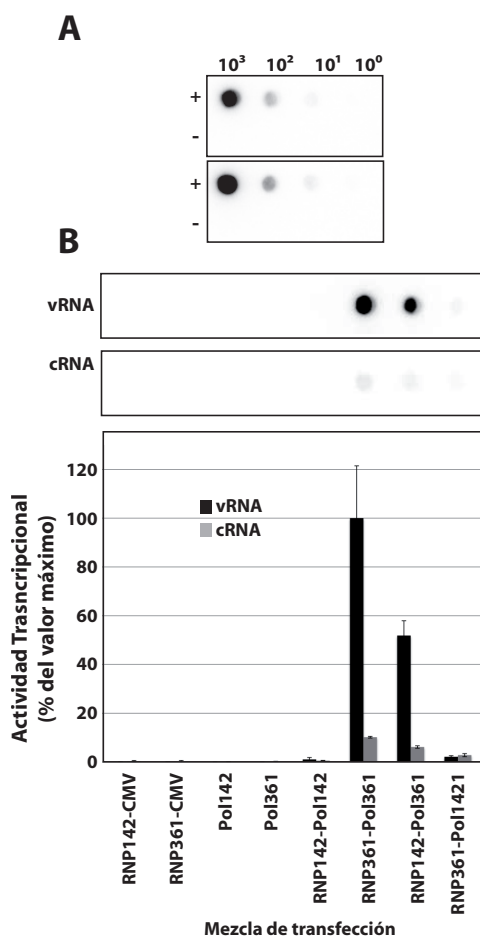 A
10³ 10² 10¹ 10⁰
+
-
+
-
B
vRNA
cRNA
Actividad Trasncripcional
(% del valor máximo)
120
100
80
60
40
20
0
vRNA
cRNA
RNP142-CMV
RNP361-CMV
Pol142
Pol361
RNP142-Pol142
RNP361-Pol361
RNP142-Pol361
RNP361-Pol1421
Mezcla de transfección